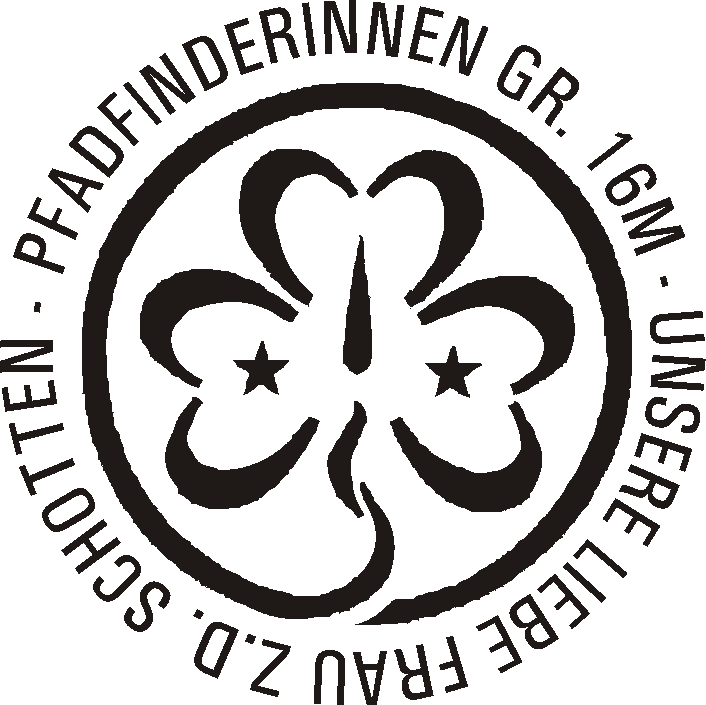 PFADFINDERINNEN GR. 16M - UNSERE LIEBE FRAU Z.D. SCHOTTEN -